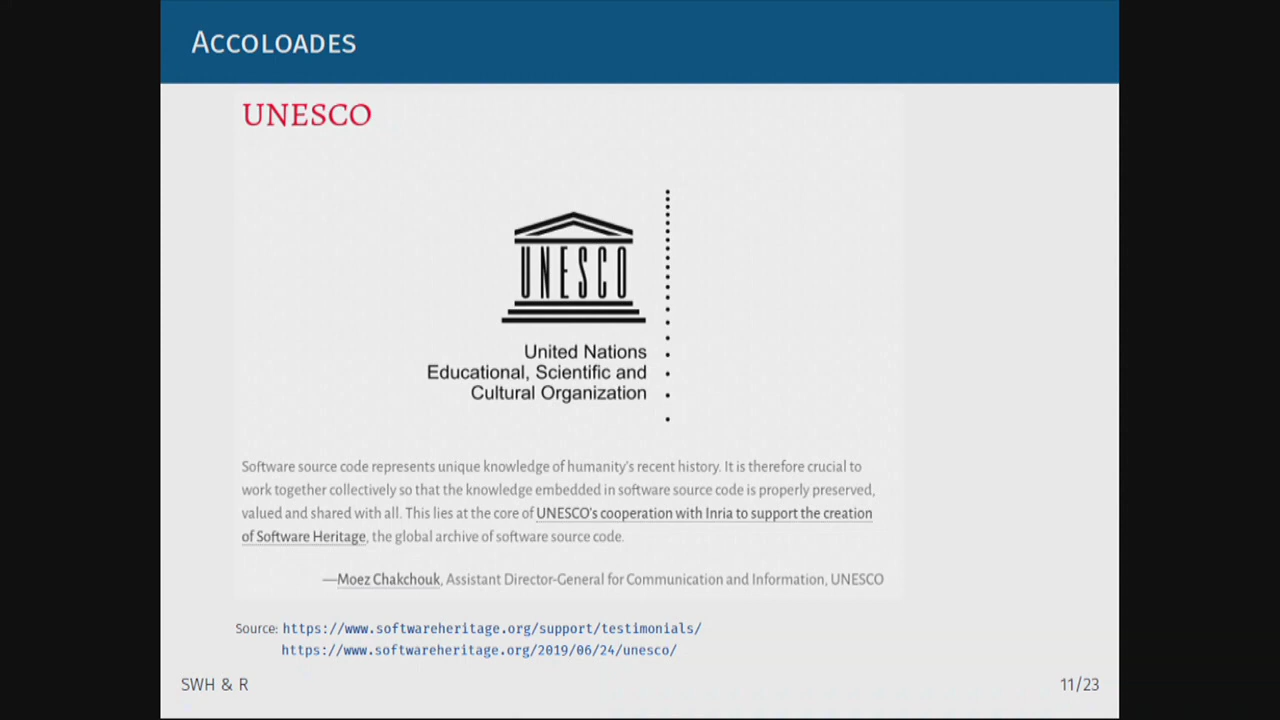 Accoloades
UNESCO
UNESCO
United Nations
Educational, Scientific and
Cultural Organization
Software source code represents unique knowledge of humanity's recent history. It is therefore crucial to
work together collectively so that the knowledge embedded in software source code is properly preserved,
valued and shared with all. This lies at the core of UNESCO's cooperation with Inria to support the creation
of Software Heritage, the global archive of software source code.
—Moez Chakchouk, Assistant Director-General for Communication and Information, UNESCO
Source: https://www.softwareheritage.org/support/testimonials/
https://www.softwareheritage.org/2019/06/24/unesco/
SWH & R
11/23